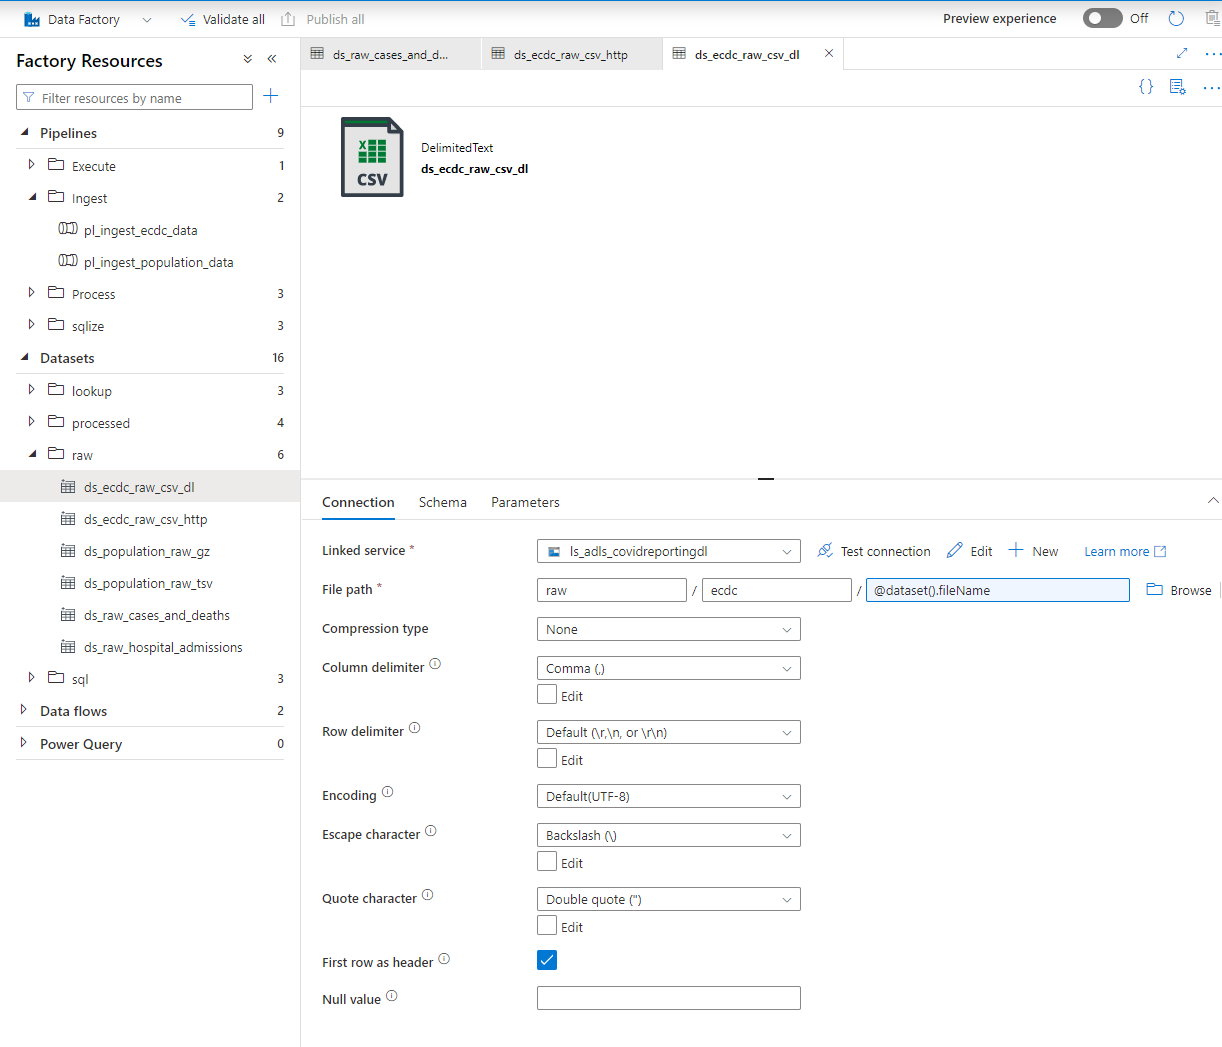 Data Factory
Validate all
Publish all
Preview experience
Off
Factory Resources
Filter resources by name
Pipelines 9
Execute 1
Ingest 2
pl_ingest_ecdc_data
pl_ingest_population_data
Process 3
sqlize 3
Datasets 16
lookup 3
processed 4
raw 6
ds_ecdc_raw_csv_dl
ds_ecdc_raw_csv_http
ds_population_raw_gz
ds_population_raw_tsv
ds_raw_cases_and_deaths
ds_raw_hospital_admissions
sql 3
Data flows 2
Power Query 0
ds_raw_cases_and_d...
ds_ecdc_raw_csv_http
ds_ecdc_raw_csv_dl
{}
X
CSV
DelimitedText
ds_ecdc_raw_csv_dl
Connection Schema Parameters
Linked service * ls_adls_covidreportingdl Test connection Edit New Learn more
File path * raw / ecdc / @dataset().fileName Browse
Compression type None
Column delimiter Comma (,)
Edit
Row delimiter Default (\r,\n, or \r\n)
Edit
Encoding Default(UTF-8)
Escape character Backslash (\)
Edit
Quote character Double quote (")
Edit
First row as header
Null value